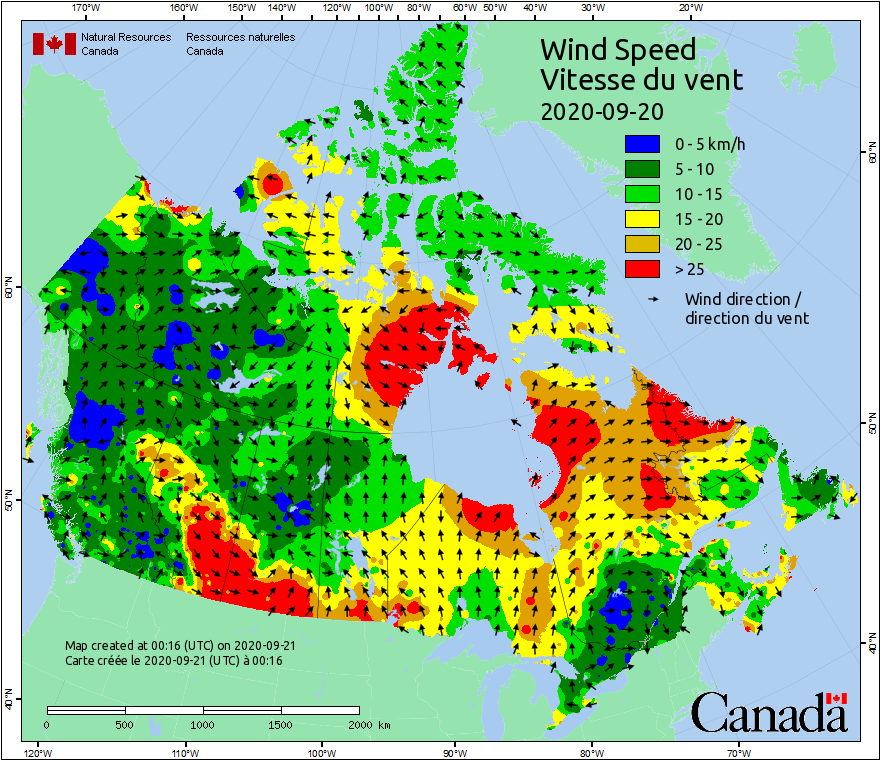 170°W 160°W 150°W 140°W 120°W 100°W 80°W 60°W 50°W 40°W 30°W 20°W
Natural Resources Ressources naturelles
Canada Canada
Wind Speed
Vitesse du vent
2020-09-20
0 - 5 km/h
5 - 10
10 - 15
15 - 20
20 - 25
> 25
Wind direction /
direction du vent
60°N
60°N
50°N
50°N
40°N
40°N
Map created at 00:16 (UTC) on 2020-09-21
Carte créée le 2020-09-21 (UTC) à 00:16
0 500 1000 1500 2000 km
Canada
120°W 110°W 100°W 90°W 80°W 70°W